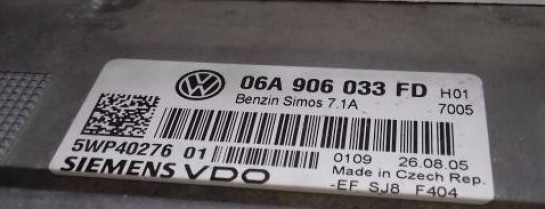 06A 906 033 FD H01
Benzin Simos 7.1A 7005
5WP40276 01
0109 26.08.05
SIEMENS VDO Made in Czech Rep.
-EF SJ8 F404